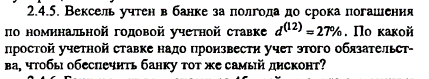 2.4.5. Вексель учтен в банке за полгода до срока погашения
по номинальной годовой учетной ставке d⁽¹²⁾ = 27%. По какой
простой учетной ставке надо произвести учет этого обязательст-
ва, чтобы обеспечить банку тот же самый дисконт?